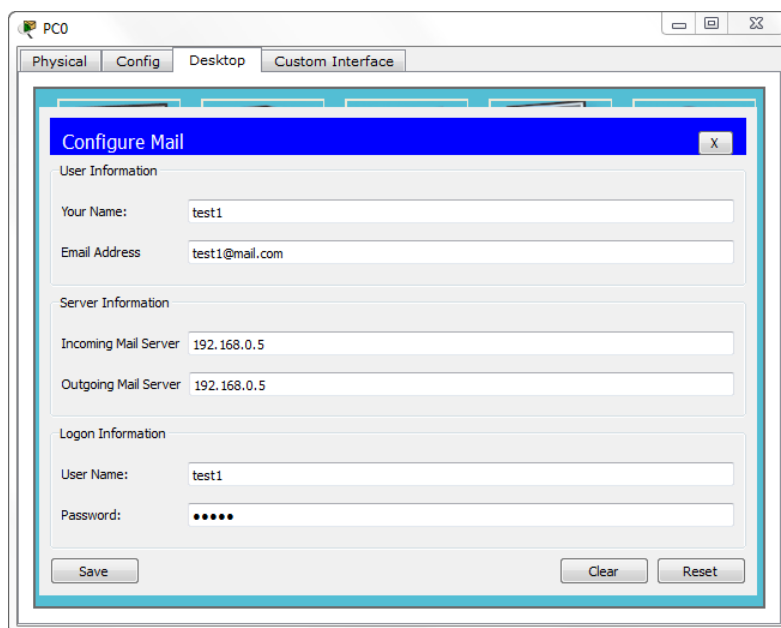 PC0
Physical Config Desktop Custom Interface
Configure Mail X
User Information
Your Name: test1
Email Address test1@mail.com
Server Information
Incoming Mail Server 192.168.0.5
Outgoing Mail Server 192.168.0.5
Logon Information
User Name: test1
Password: •••••
Save Clear Reset